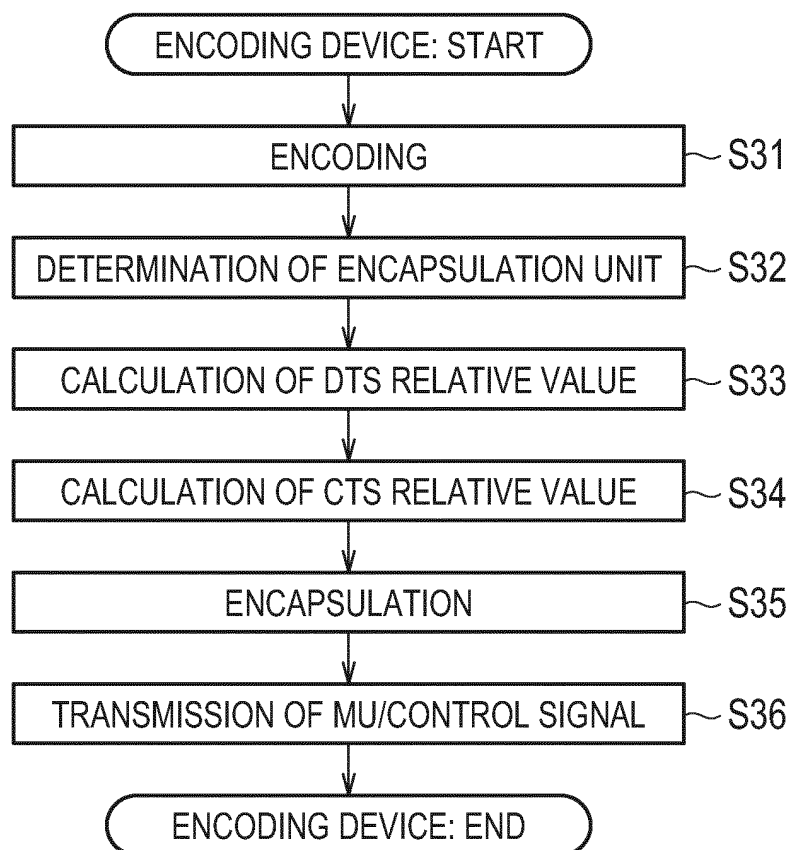 ENCODING DEVICE: START
ENCODING
S31
DETERMINATION OF ENCAPSULATION UNIT
S32
CALCULATION OF DTS RELATIVE VALUE
S33
CALCULATION OF CTS RELATIVE VALUE
S34
ENCAPSULATION
S35
TRANSMISSION OF MU/CONTROL SIGNAL
S36
ENCODING DEVICE: END